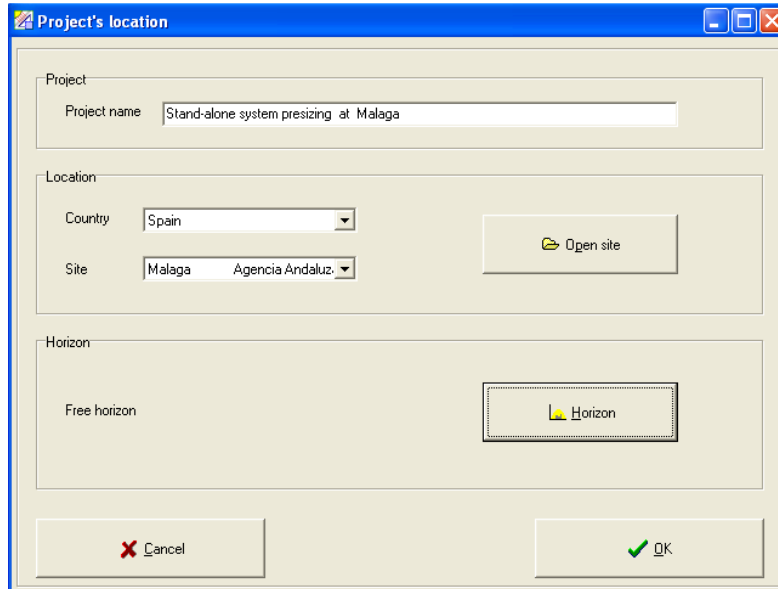 Project's location
Project
Project name Stand-alone system presizing at Malaga
Location
Country Spain
Open site
Site Malaga Agencia Andaluz
Horizon
Free horizon Horizon
Cancel OK